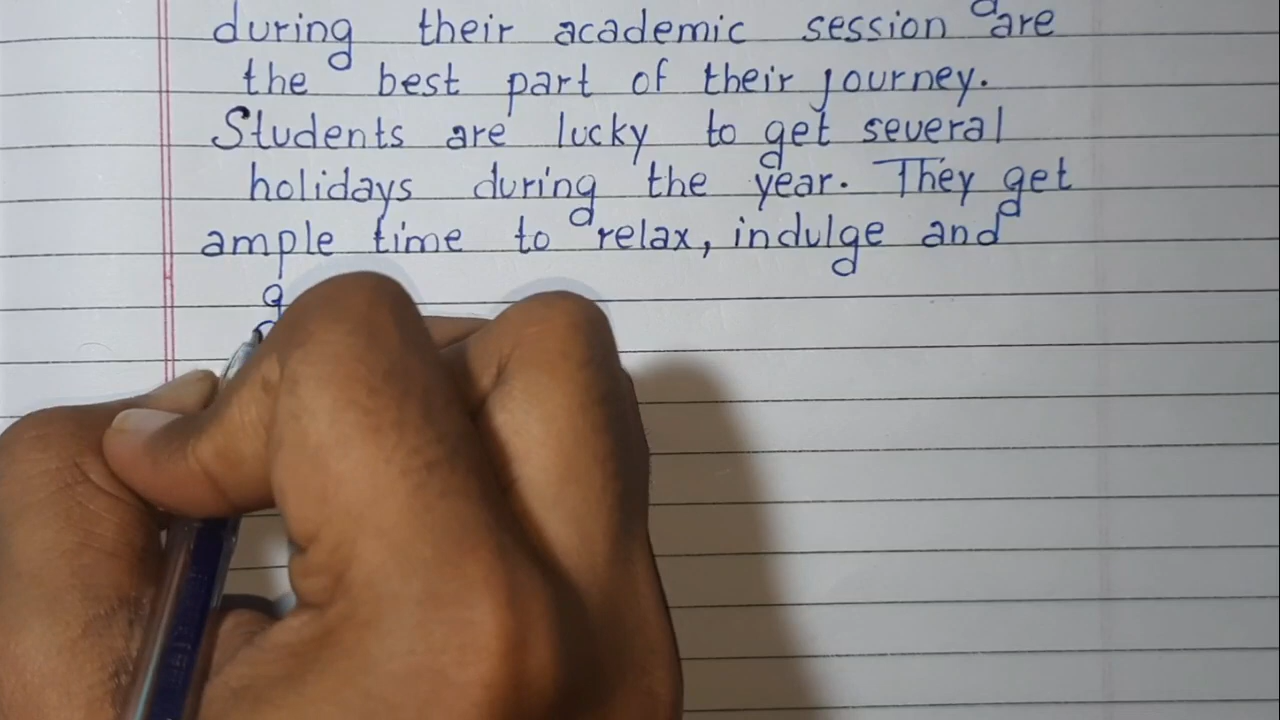 during their academic session are
the best part of their journey.
Students are lucky to get several
holidays during the year. They get
ample time to relax, indulge and
g